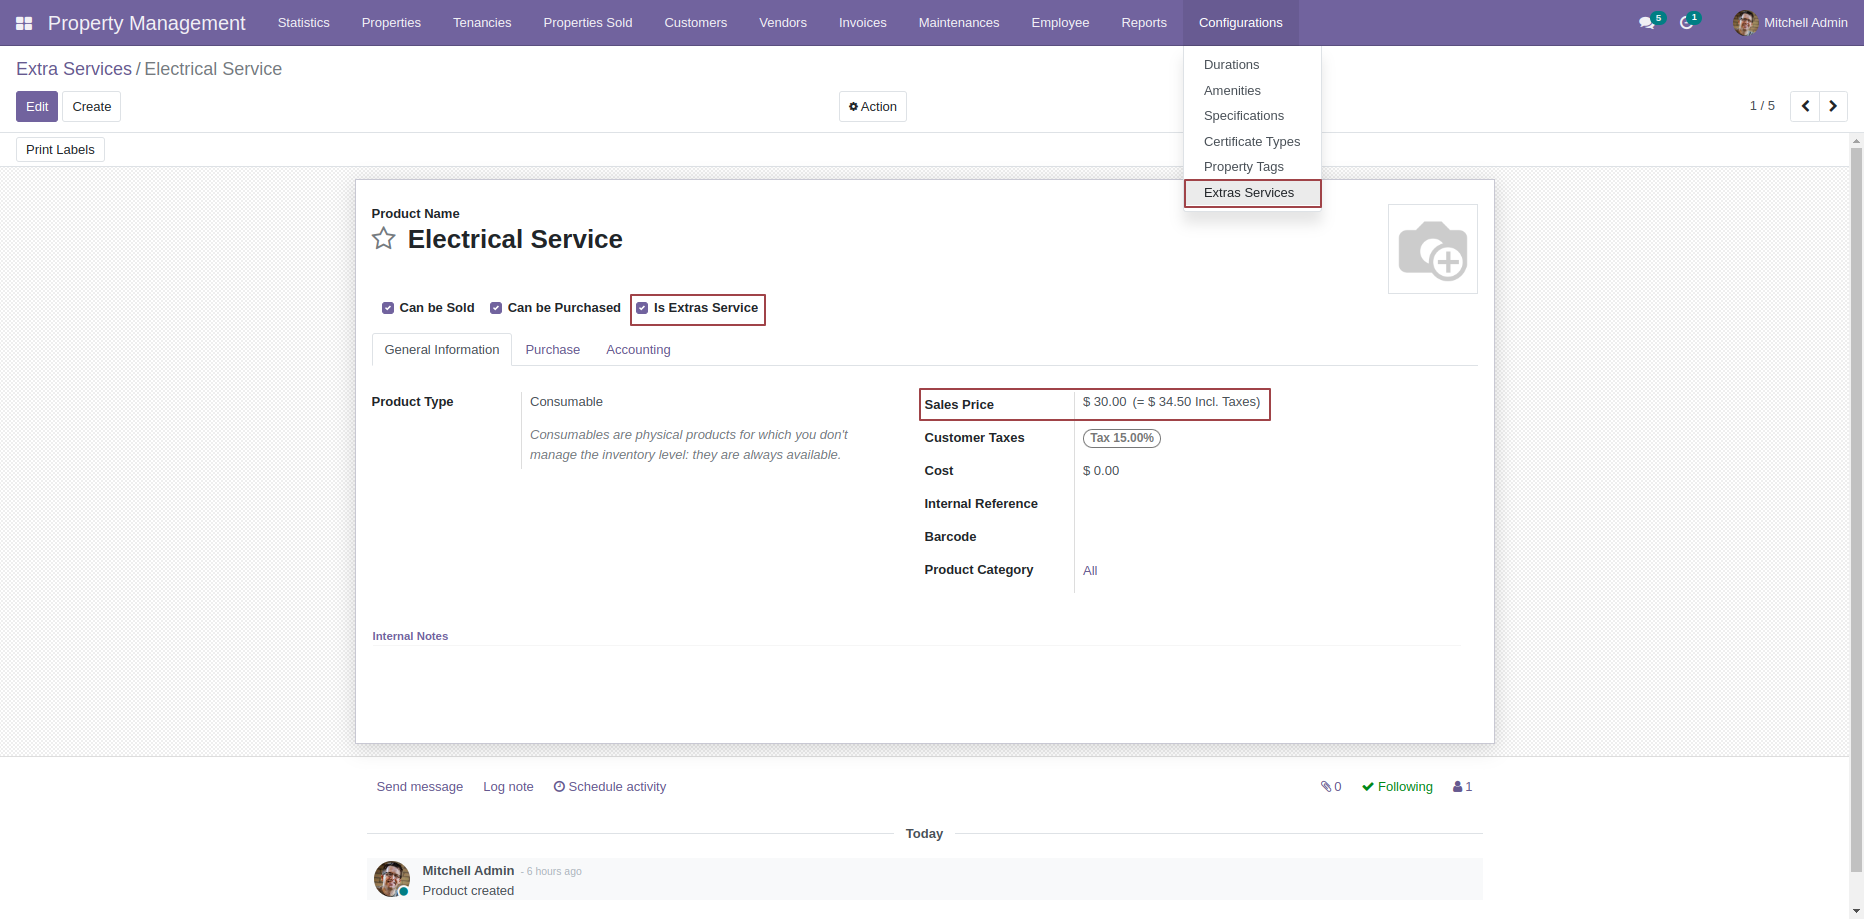 Property Management Statistics Properties Tenancies Properties Sold Customers Vendors Invoices Maintenances Employee Reports Configurations 5 1 Mitchell Admin
Extra Services / Electrical Service
Durations
Amenities
Specifications
Certificate Types
Property Tags
Extras Services
Edit Create Action 1 / 5
Print Labels
Product Name
Electrical Service
Can be Sold Can be Purchased Is Extras Service
General Information Purchase Accounting
Product Type Consumable
Consumables are physical products for which you don't
manage the inventory level: they are always available.
Sales Price $ 30.00 (= $ 34.50 Incl. Taxes)
Customer Taxes Tax 15.00%
Cost $ 0.00
Internal Reference
Barcode
Product Category All
Internal Notes
Send message Log note Schedule activity 0 Following 1
Today
Mitchell Admin - 6 hours ago
Product created